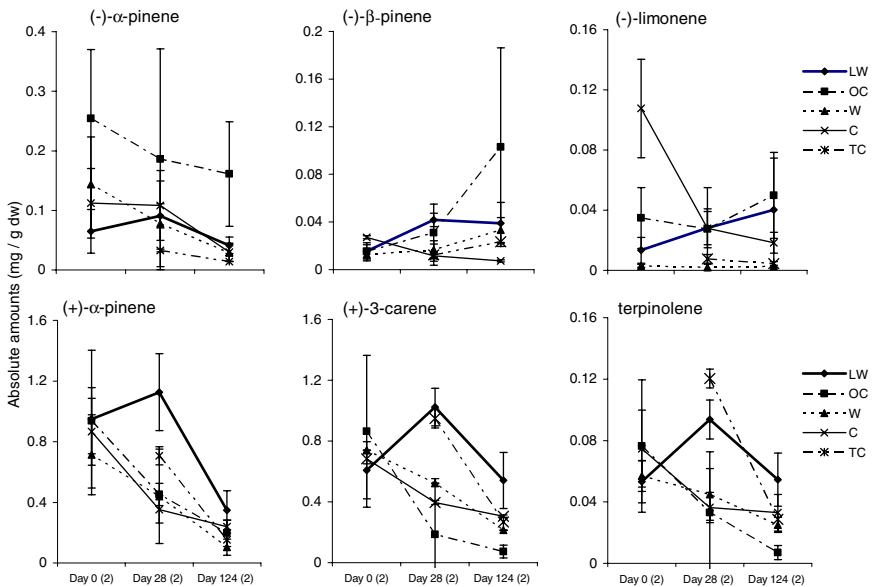 (-)-α-pinene
(-)-β-pinene
(-)-limonene
0.4
0.3
0.2
0.1
0
0.2
0.16
0.12
0.08
0.04
0
0.16
0.12
0.08
0.04
0
LW
OC
W
C
TC
Absolute amounts (mg / g dw)
(+)-α-pinene
(+)-3-carene
terpinolene
1.6
1.2
0.8
0.4
0
1.6
1.2
0.8
0.4
0
0.16
0.12
0.08
0.04
0
LW
OC
W
C
TC
Day 0 (2) Day 28 (2) Day 124 (2)
Day 0 (2) Day 28 (2) Day 124 (2)
Day 0 (2) Day 28 (2) Day 124 (2)